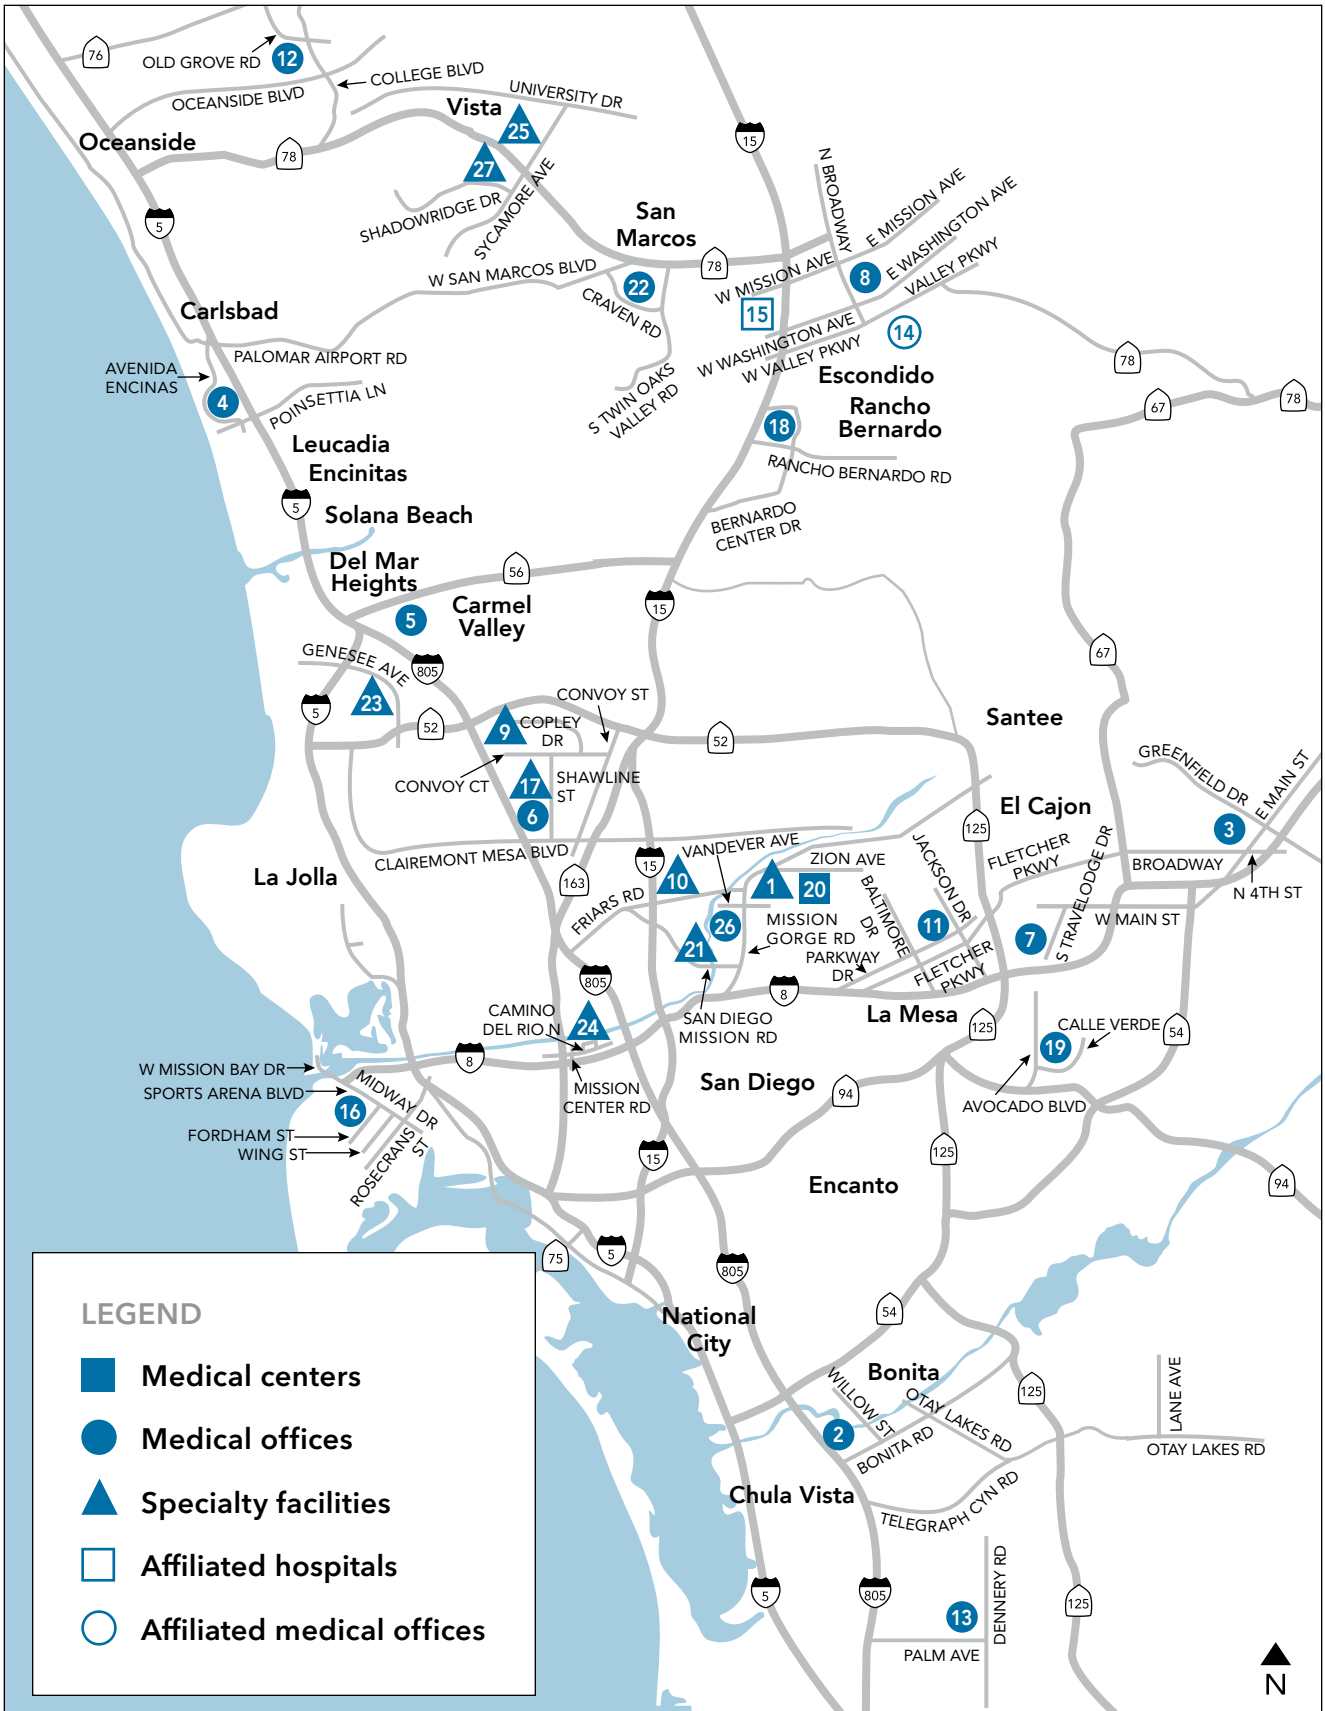 76
OLD GROVE RD
12
COLLEGE BLVD
OCEANSIDE BLVD
UNIVERSITY DR
Vista
25
Oceanside
78
27
15
N BROADWAY
SHADOWRIDGE DR
SYCAMORE AVE
5
San
Marcos
E MISSION AVE
E WASHINGTON AVE
W SAN MARCOS BLVD
78
W MISSION AVE
8
VALLEY PKWY
22
CRAVEN RD
15
W WASHINGTON AVE
14
W VALLEY PKWY
Carlsbad
PALOMAR AIRPORT RD
AVENIDA
ENCINAS
4
POINSETTIA LN
S TWIN OAKS
VALLEY RD
Escondido
78
67
78
Rancho
Bernardo
18
RANCHO BERNARDO RD
Leucadia
Encinitas
5
Solana Beach
BERNARDO
CENTER DR
Del Mar
Heights
56
5
Carmel
Valley
15
67
GENESEE AVE
805
23
5
52
CONVOY ST
9
COPLEY
DR
52
Santee
CONVOY CT
17
SHAWLINE
ST
6
GREENFIELD DR
E MAIN ST
El Cajon
3
125
CLAIREMONT MESA BLVD
VANDEVER AVE
ZION AVE
JACKSON DR
FLETCHER
PKWY
S TRAVELODGE DR
BROADWAY
N 4TH ST
La Jolla
163
15
10
1
20
BALTIMORE
DR
FRIARS RD
26
MISSION
GORGE RD
11
7
W MAIN ST
21
PARKWAY
DR
FLETCHER
PKWY
805
8
La Mesa
CAMINO
DEL RIO N
24
SAN DIEGO
MISSION RD
125
19
CALLE VERDE
54
W MISSION BAY DR
8
SPORTS ARENA BLVD
MIDWAY DR
16
MISSION
CENTER RD
San Diego
94
AVOCADO BLVD
FORDHAM ST
WING ST
ROSECRANS
ST
15
125
Encanto
94
75
5
805
National
City
54
LEGEND
Medical centers
Medical offices
Specialty facilities
Affiliated hospitals
Affiliated medical offices
Bonita
WILLOW ST
OTAY LAKES RD
125
LANE AVE
2
BONITA RD
OTAY LAKES RD
Chula Vista
TELEGRAPH CYN RD
5
805
13
DENNERY RD
125
PALM AVE
N